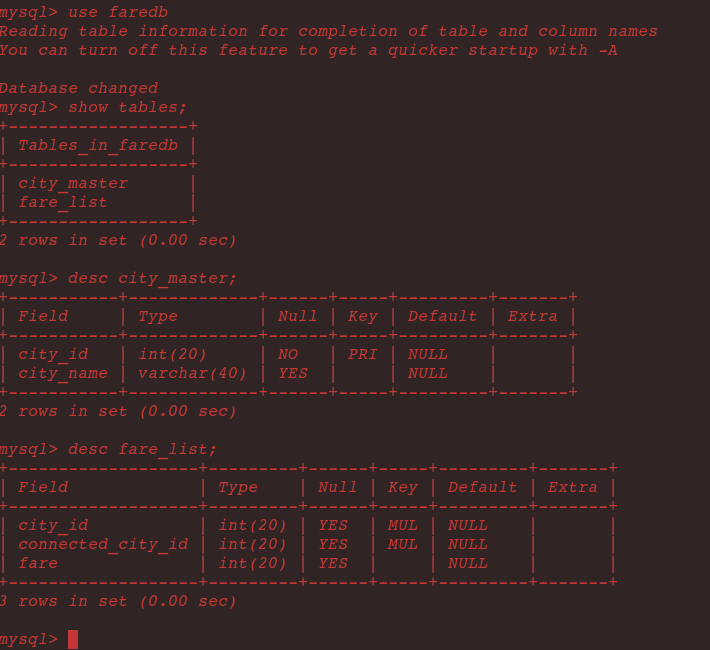 mysql> use faredb
Reading table information for completion of table and column names
You can turn off this feature to get a quicker startup with -A
Database changed
mysql> show tables;
+------------------+
| Tables_in_faredb |
+------------------+
| city_master      |
| fare_list        |
+------------------+
2 rows in set (0.00 sec)
mysql> desc city_master;
+-----------+-------------+------+-----+---------+-------+
| Field     | Type        | Null | Key | Default | Extra |
+-----------+-------------+------+-----+---------+-------+
| city_id   | int(20)     | NO   | PRI | NULL    |       |
| city_name | varchar(40) | YES  |     | NULL    |       |
+-----------+-------------+------+-----+---------+-------+
2 rows in set (0.00 sec)
mysql> desc fare_list;
+-------------------+---------+------+-----+---------+-------+
| Field             | Type    | Null | Key | Default | Extra |
+-------------------+---------+------+-----+---------+-------+
| city_id           | int(20) | YES  | MUL | NULL    |       |
| connected_city_id | int(20) | YES  | MUL | NULL    |       |
| fare              | int(20) | YES  |     | NULL    |       |
+-------------------+---------+------+-----+---------+-------+
3 rows in set (0.00 sec)
mysql>